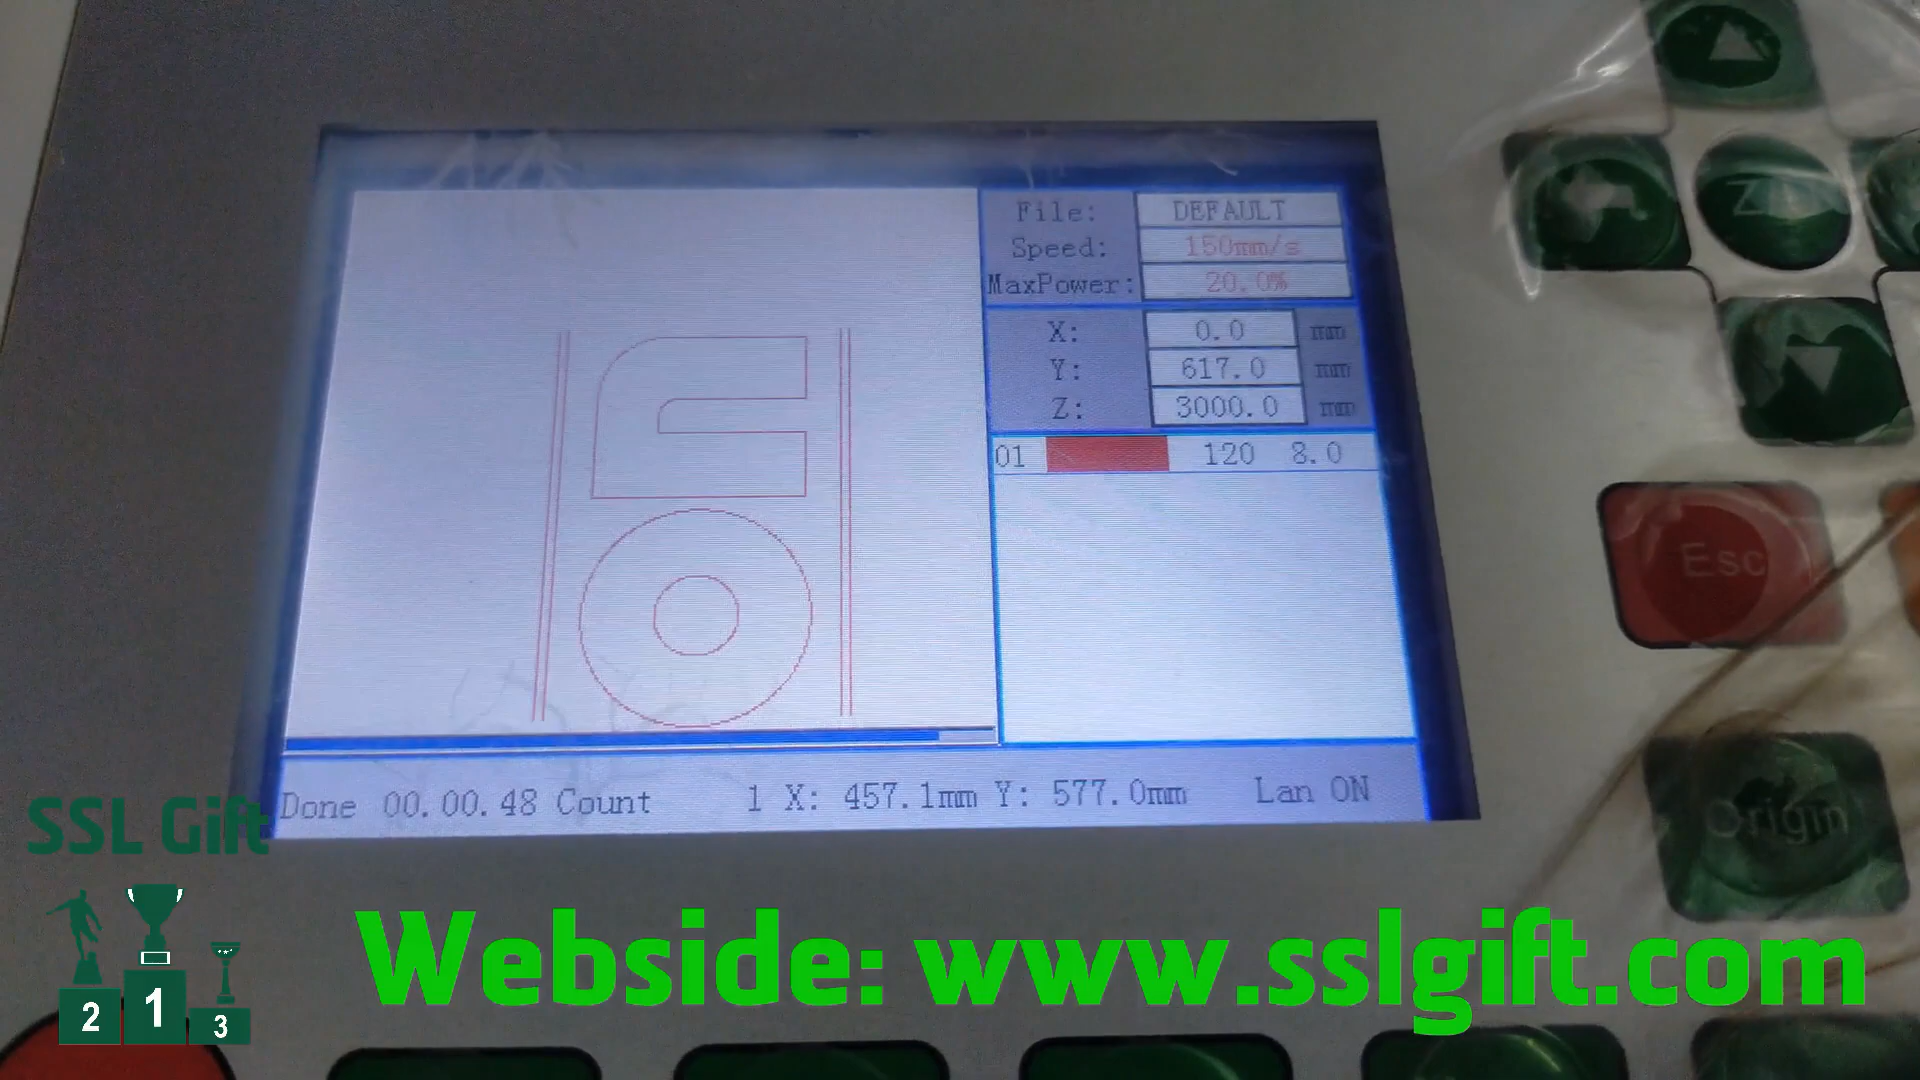 File: DEFAULT
Speed: 150mm/s
MaxPower: 20.0%
X: 0.0 mm
Y: 617.0 mm
Z: 3000.0 mm
01 120 8.0
Done 00.00.48 Count 1 X: 457.1mm Y: 577.0mm Lan ON
Esc
Origin
SSL Gift
2 1 3
Webside: www.sslgift.com